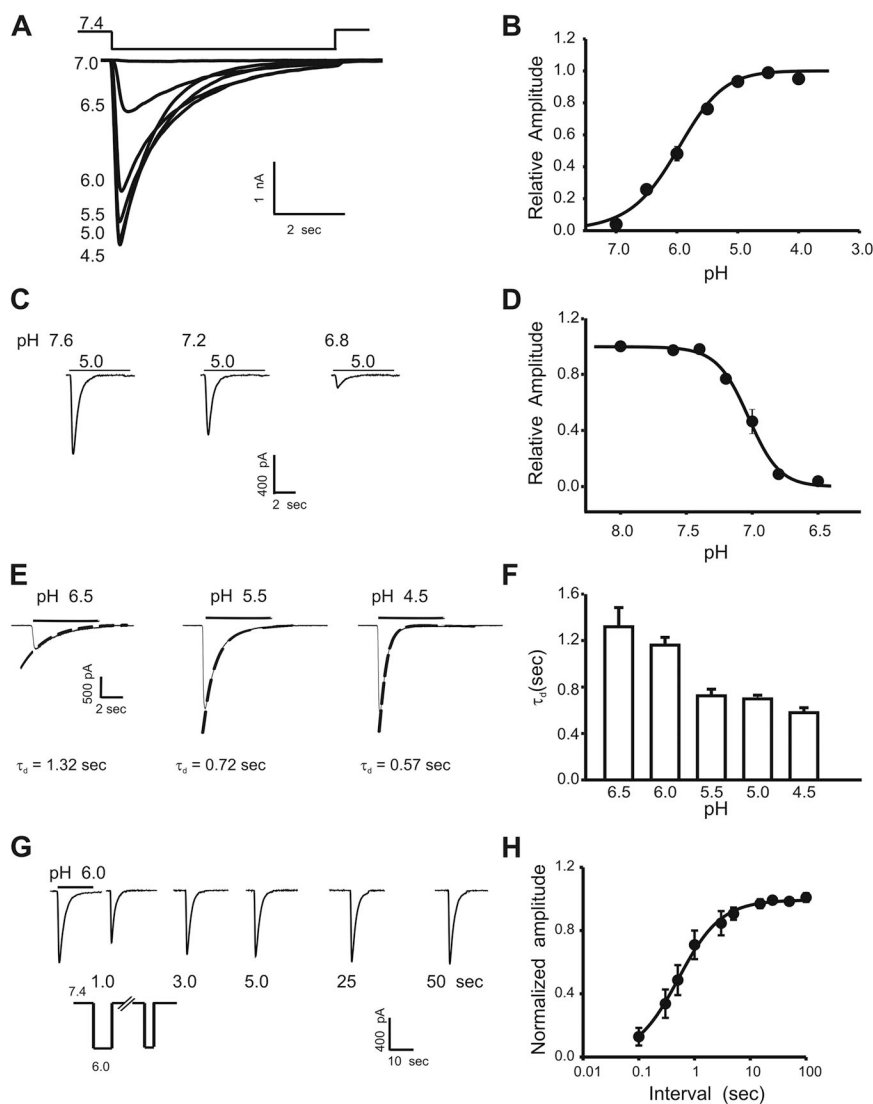 A
7.4
7.0
6.5
6.0
5.5
5.0
4.5
1 nA
2 sec
B
Relative Amplitude
1.2
1.0
0.8
0.6
0.4
0.2
0.0
7.0 6.0 5.0 4.0 3.0
pH
C
pH 7.6 7.2 6.8
5.0 5.0 5.0
400 pA
2 sec
D
Relative Amplitude
1.2
0.8
0.4
0.0
8.0 7.5 7.0 6.5
pH
E
pH 6.5 pH 5.5 pH 4.5
500 pA
2 sec
τd = 1.32 sec τd = 0.72 sec τd = 0.57 sec
F
τd(sec)
1.6
1.2
0.8
0.4
0.0
6.5 6.0 5.5 5.0 4.5
pH
G
pH 6.0
1.0 3.0 5.0 25 50 sec
7.4
6.0
400 pA
10 sec
H
Normalized amplitude
1.2
0.8
0.4
0.0
0.01 0.1 1 10 100
Interval (sec)